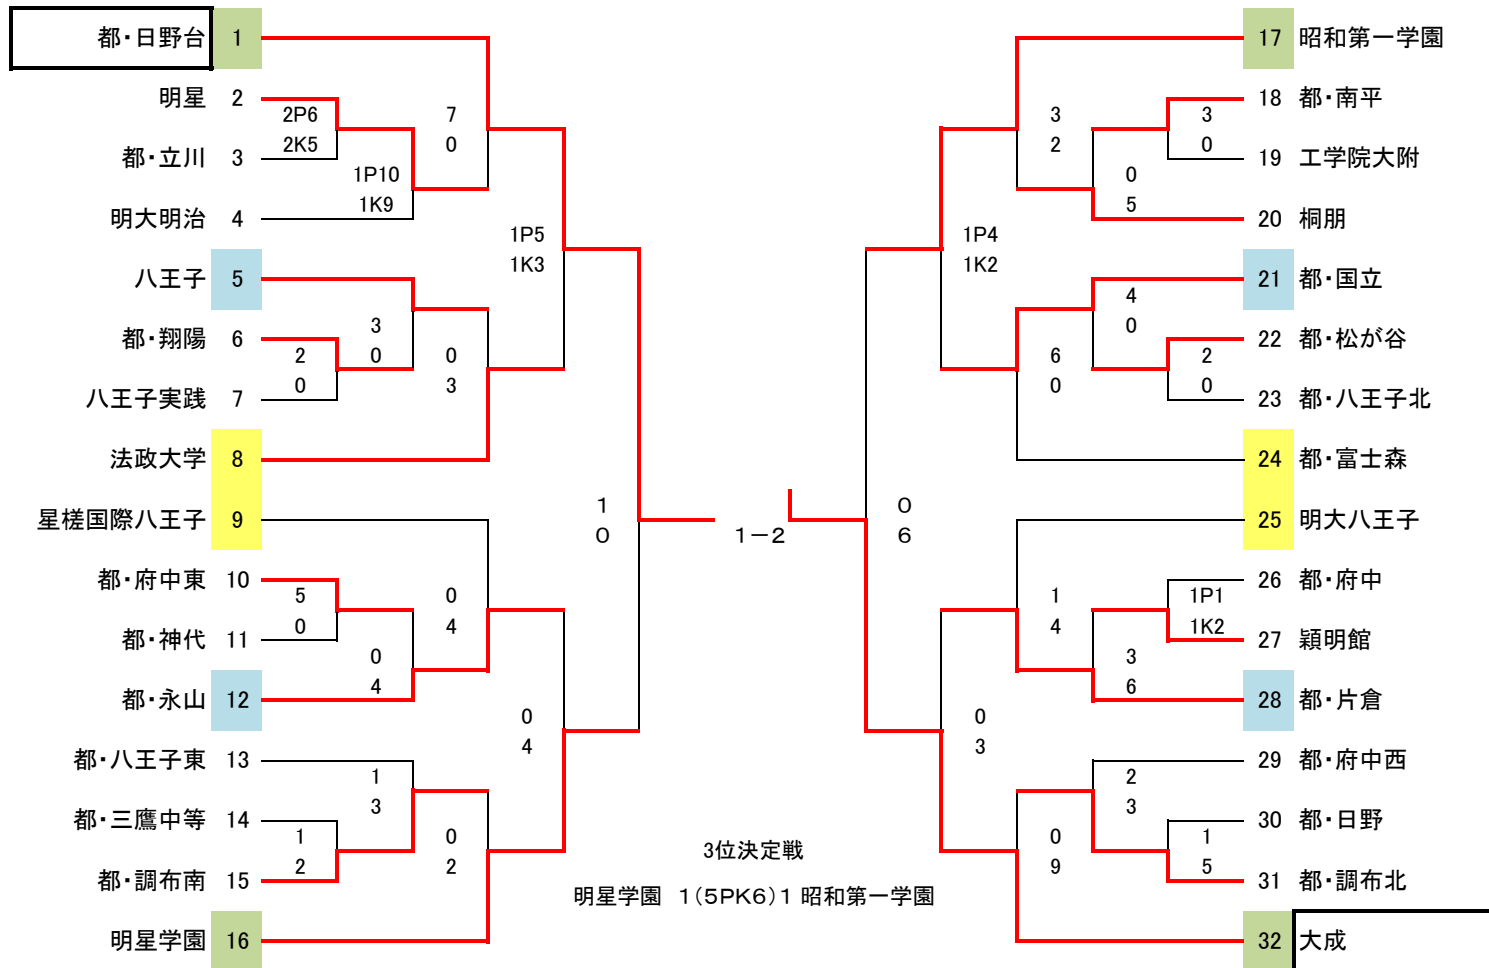 都・日野台 1
明星 2
都・立川 3
明大明治 4
八王子 5
都・翔陽 6
八王子実践 7
法政大学 8
星槎国際八王子 9
都・府中東 10
都・神代 11
都・永山 12
都・八王子東 13
都・三鷹中等 14
都・調布南 15
明星学園 16
2P6
2K5
1P10
1K9
7
0
1P5
1K3
3
0
2
0
0
3
1
0
5
0
0
4
0
4
0
4
1
3
1
2
0
2
1－2
3位決定戦
明星学園 1(5PK6)1 昭和第一学園
0
6
3
2
3
0
0
5
1P4
1K2
4
0
6
0
2
0
1
4
1P1
1K2
3
6
0
3
2
3
0
9
1
5
17 昭和第一学園
18 都・南平
19 工学院大附
20 桐朋
21 都・国立
22 都・松が谷
23 都・八王子北
24 都・富士森
25 明大八王子
26 都・府中
27 穎明館
28 都・片倉
29 都・府中西
30 都・日野
31 都・調布北
32 大成